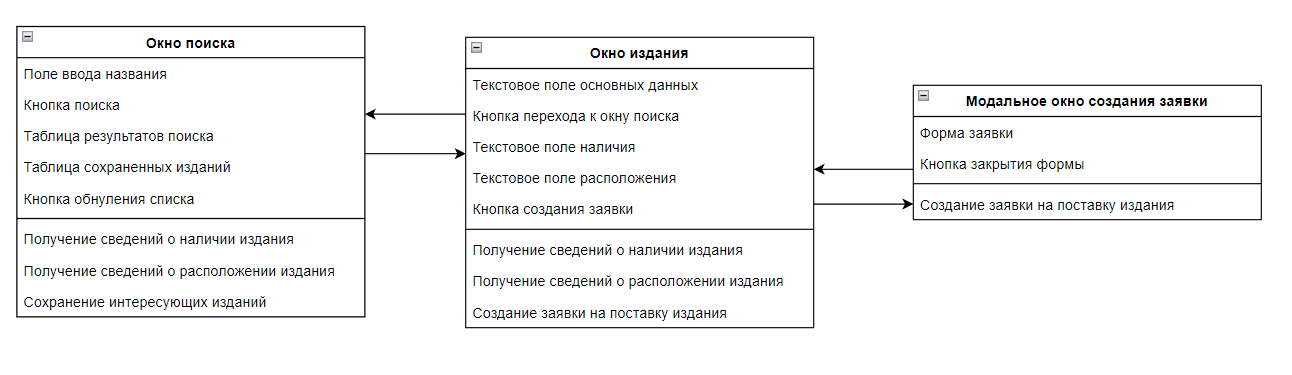 Окно поиска
Поле ввода названия
Кнопка поиска
Таблица результатов поиска
Таблица сохраненных изданий
Кнопка обнуления списка
Получение сведений о наличии издания
Получение сведений о расположении издания
Сохранение интересующих изданий
Окно издания
Текстовое поле основных данных
Кнопка перехода к окну поиска
Текстовое поле наличия
Текстовое поле расположения
Кнопка создания заявки
Получение сведений о наличии издания
Получение сведений о расположении издания
Создание заявки на поставку издания
Модальное окно создания заявки
Форма заявки
Кнопка закрытия формы
Создание заявки на поставку издания